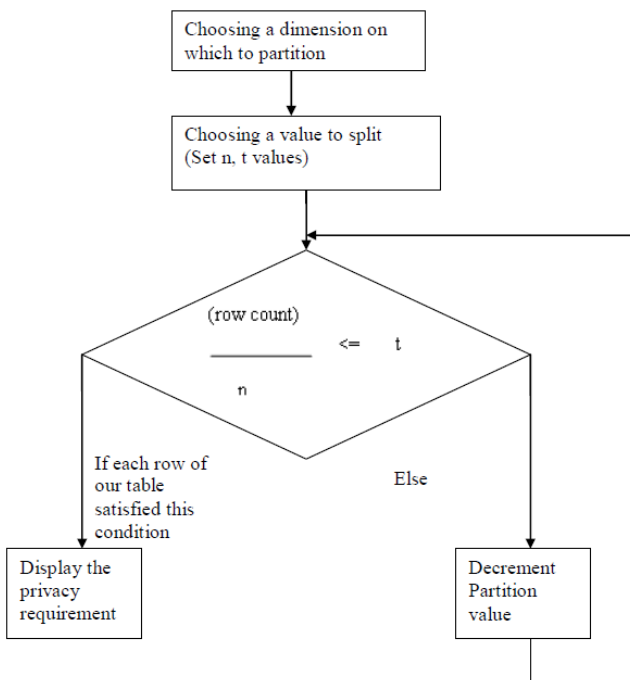 Choosing a dimension on
which to partition
Choosing a value to split
(Set n, t values)
(row count)
<= t
n
If each row of
our table
satisfied this
condition
Else
Display the
privacy
requirement
Decrement
Partition
value